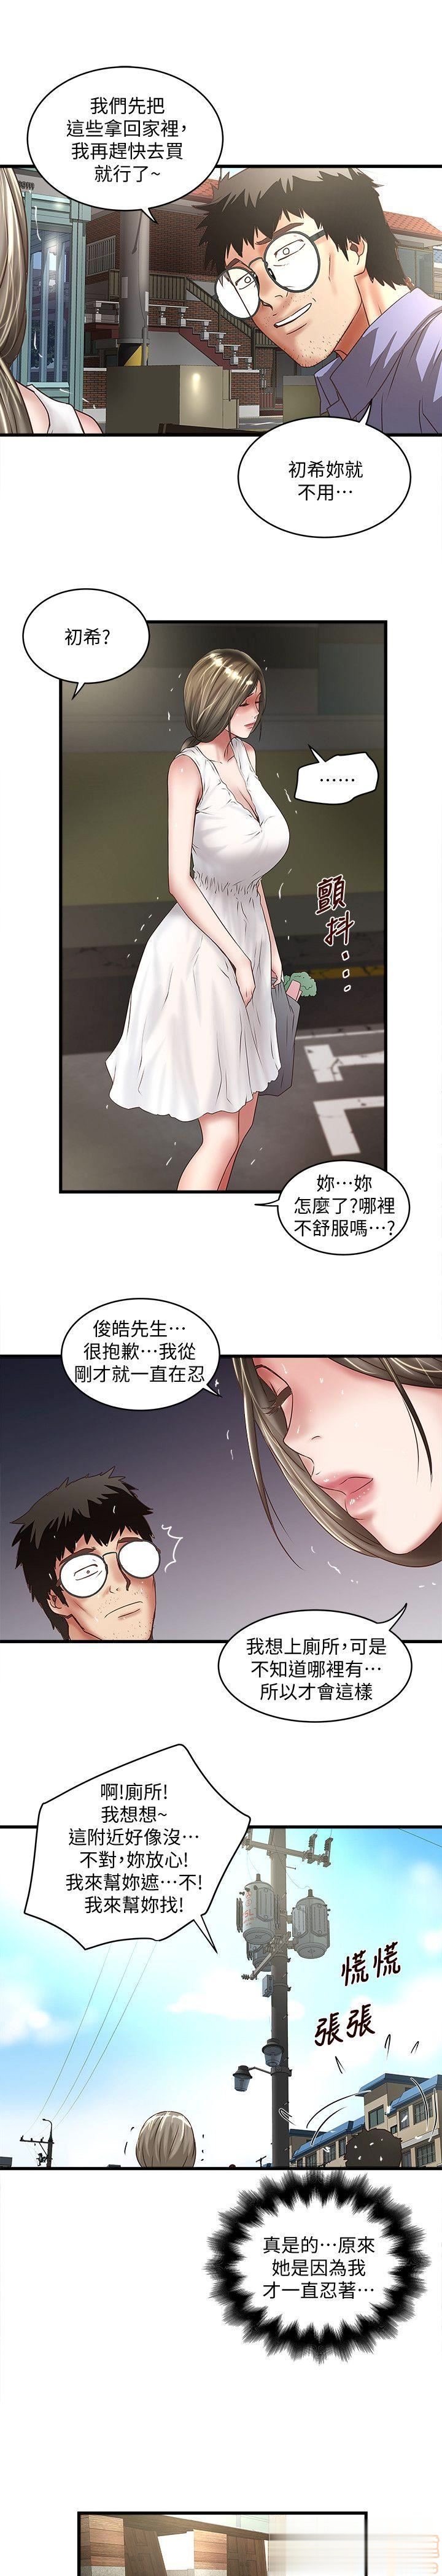 我們先把
這些拿回家裡,
我再趕快去買
就行了~
初希妳就
不用…
初希?
……
顫抖…
妳…妳
怎麼了?哪裡
不舒服嗎…?
俊皓先生…
很抱歉…我從
剛才就一直在忍
我想上廁所,可是
不知道哪裡有…
所以才會這樣
啊!廁所!
我想想~
這附近好像沒…
不對,妳放心!
我來幫妳遮…不!
我來幫妳找!
慌慌
張張
真是的…原來
她是因為我
才一直忍著…